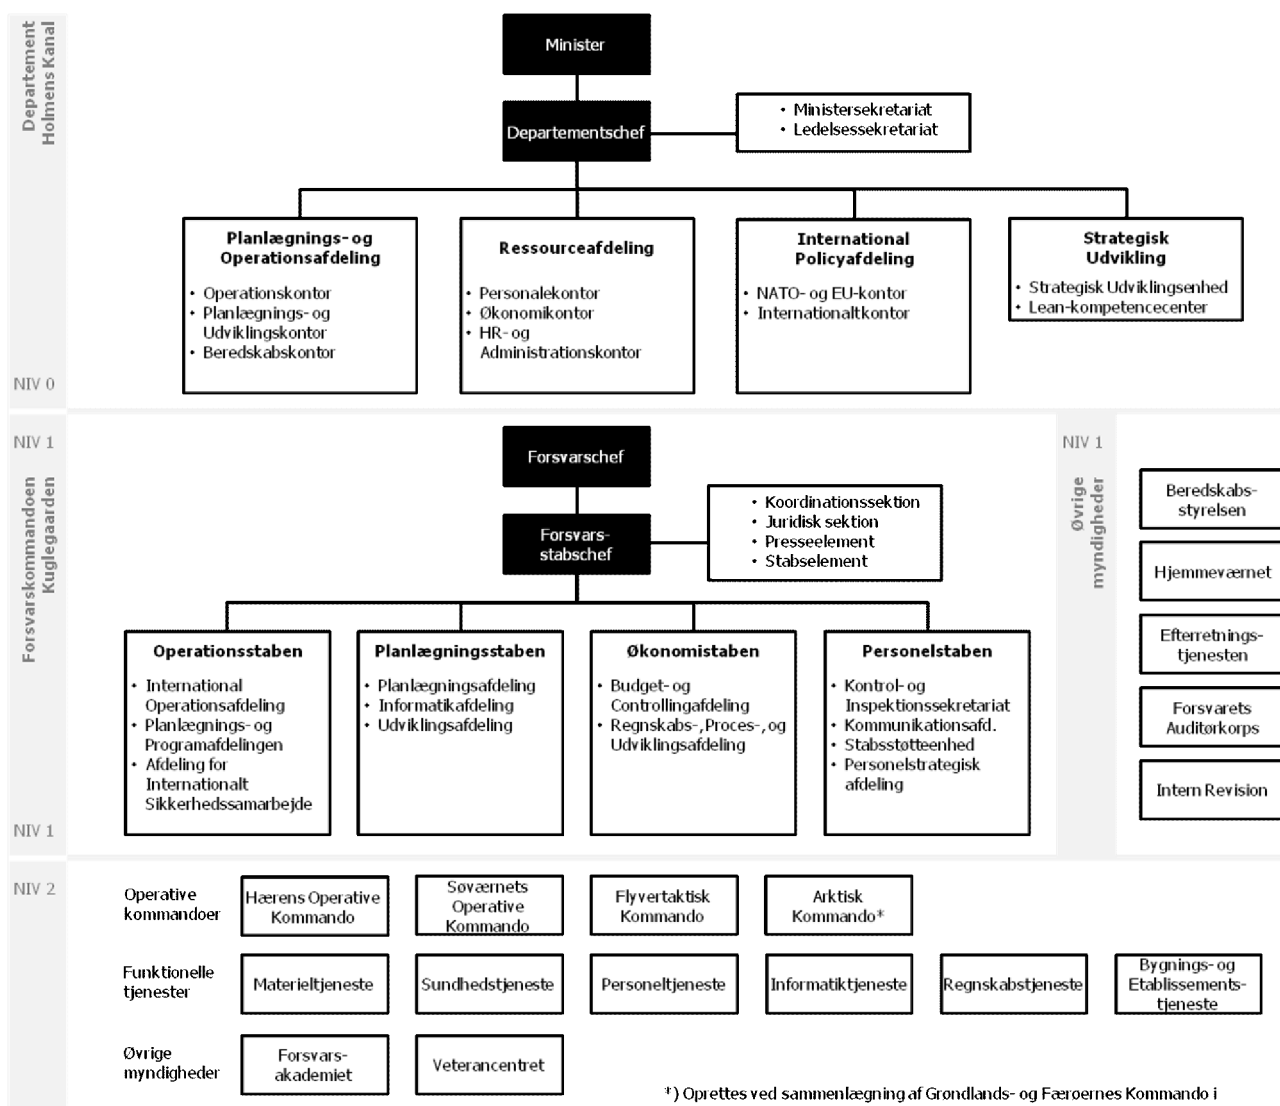 Departement
Holmens Kanal
NIV 0
Minister
Departementschef
• Ministersekretariat
• Ledelsessekretariat
Planlægnings- og
Operationsafdeling
• Operationskontor
• Planlægnings- og
Udviklingskontor
• Beredskabskontor
Ressourceafdeling
• Personalekontor
• Økonomikontor
• HR- og
Administrationskontor
International
Policyafdeling
• NATO- og EU-kontor
• Internationaltkontor
Strategisk
Udvikling
• Strategisk Udviklingsenhed
• Lean-kompetencecenter
NIV 1
Forsvarskommandoen
Kuglegaarden
NIV 1
Forsvarschef
Forsvars-
stabschef
• Koordinationssektion
• Juridisk sektion
• Presseelement
• Stabselement
Operationsstaben
• International
Operationsafdeling
• Planlægnings- og
Programafdelingen
• Afdeling for
Internationalt
Sikkerhedssamarbejde
Planlægningsstaben
• Planlægningsafdeling
• Informatikafdeling
• Udviklingsafdeling
Økonomistaben
• Budget- og
Controllingafdeling
• Regnskabs-, Proces-, og
Udviklingsafdeling
Personelstaben
• Kontrol- og
Inspektionssekretariat
• Kommunikationsafd.
• Stabsstøtteenhed
• Personelstrategisk
afdeling
NIV 1
Øvrige
myndigheder
Beredskabs-
styrelsen
Hjemmeværnet
Efterretnings-
tjenesten
Forsvarets
Auditørkorps
Intern Revision
NIV 2
Operative
kommandoer
Hærens Operative
Kommando
Søværnets
Operative
Kommando
Flyvertaktisk
Kommando
Arktisk
Kommando*
Funktionelle
tjenester
Materieltjeneste
Sundhedstjeneste
Personeltjeneste
Informatiktjeneste
Regnskabstjeneste
Bygnings- og
Etablissements-
tjeneste
Øvrige
myndigheder
Forsvars-
akademiet
Veterancentret
*) Oprettes ved sammenlægning af Grøndlands- og Færøernes Kommando i